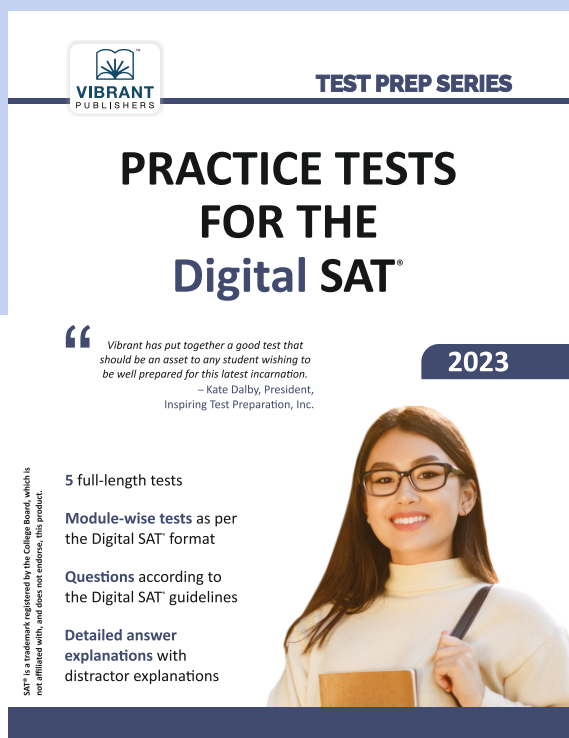 ™
VIBRANT
PUBLISHERS
TEST PREP SERIES
PRACTICE TESTS
FOR THE
Digital SAT®
“
Vibrant has put together a good test that
should be an asset to any student wishing to
be well prepared for this latest incarnation.
– Kate Dalby, President,
Inspiring Test Preparation, Inc.
2023
5 full-length tests
Module-wise tests as per
the Digital SAT® format
Questions according to
the Digital SAT® guidelines
Detailed answer
explanations with
distractor explanations
SAT® is a trademark registered by the College Board, which is
not affiliated with, and does not endorse, this product.